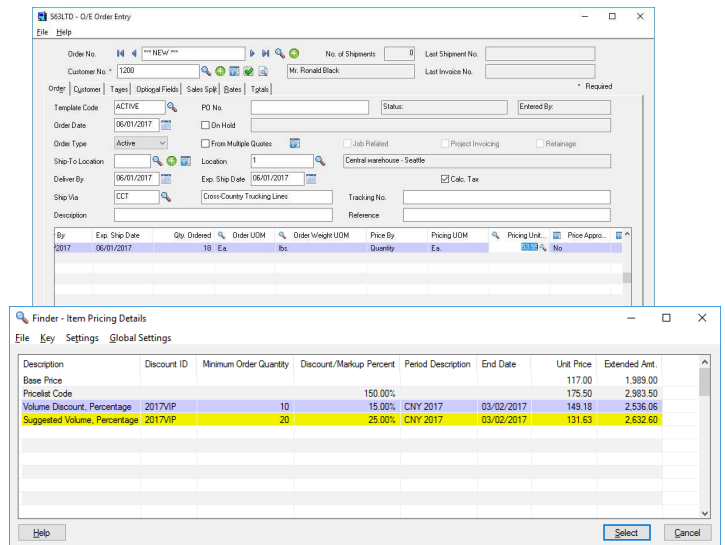 S63LTD - O/E Order Entry
File Help
Order No. *** NEW *** No. of Shipments 0 Last Shipment No.
Customer No. * 1200 Mr. Ronald Black Last Invoice No.
Order Customer Taxes Optional Fields Sales Split Rates Totals * Required
Template Code ACTIVE PO No. Status: Entered By:
Order Date 06/01/2017 On Hold
Order Type Active From Multiple Quotes Job Related Project Invoicing Retainage
Ship-To Location Location 1 Central warehouse - Seattle
Deliver By 06/01/2017 Exp. Ship Date 06/01/2017 Calc. Tax
Ship Via CCT Cross-Country Trucking Lines Tracking No.
Description Reference
By Exp. Ship Date Qty. Ordered Order UOM Order Weight UOM Price By Pricing UOM Pricing Unit... Price Appro...
/2017 06/01/2017 18 Ea. lbs. Quantity Ea. No
Finder - Item Pricing Details
File Key Settings Global Settings
Description Discount ID Minimum Order Quantity Discount/Markup Percent Period Description End Date Unit Price Extended Amt.
Base Price 117.00 1,989.00
Pricelist Code 150.00% 175.50 2,983.50
Volume Discount, Percentage 2017VIP 10 15.00% CNY 2017 03/02/2017 149.18 2,536.06
Suggested Volume, Percentage 2017VIP 20 25.00% CNY 2017 03/02/2017 131.63 2,632.60
Help Select Cancel